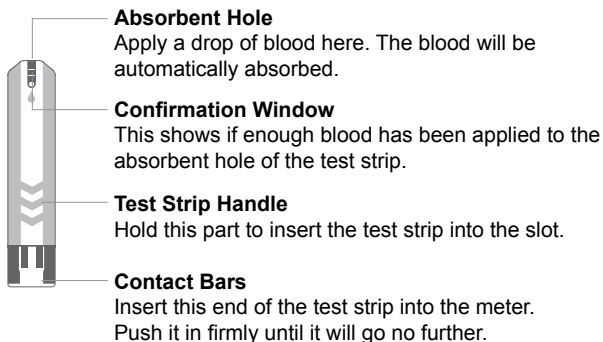 Absorbent Hole
Apply a drop of blood here. The blood will be
automatically absorbed.
Confirmation Window
This shows if enough blood has been applied to the
absorbent hole of the test strip.
Test Strip Handle
Hold this part to insert the test strip into the slot.
Contact Bars
Insert this end of the test strip into the meter.
Push it in firmly until it will go no further.